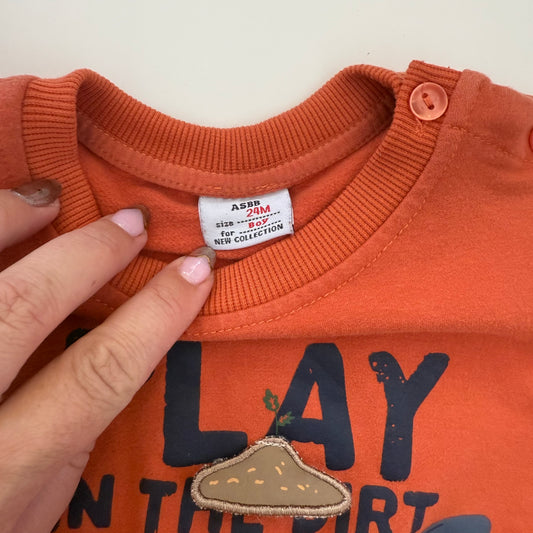 ASBB
size 24M
for Boy
NEW COLLECTION
LAY
THE DIRT